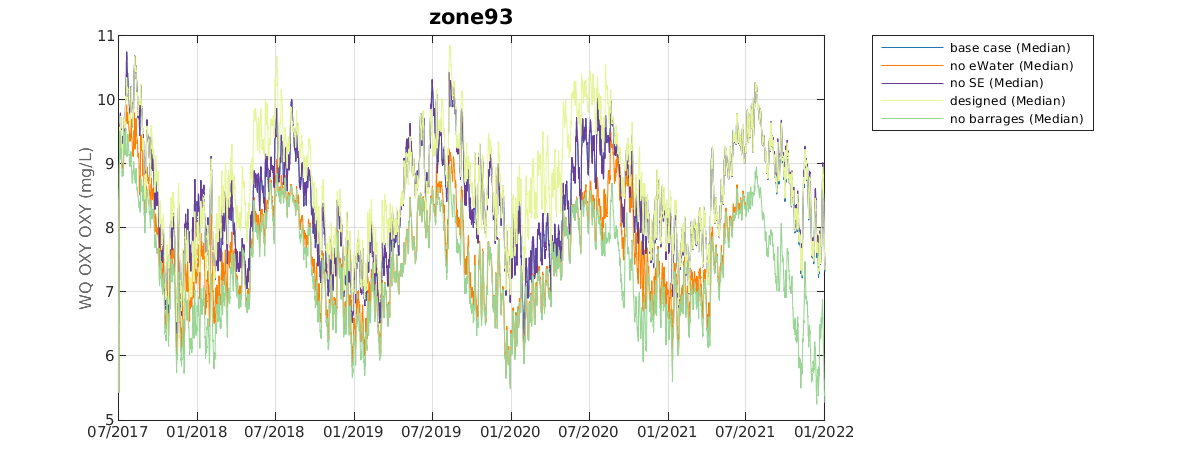 zone93
WQ OXY OXY (mg/L)
11
10
9
8
7
6
5
07/2017 01/2018 07/2018 01/2019 07/2019 01/2020 07/2020 01/2021 07/2021 01/2022
base case (Median)
no eWater (Median)
no SE (Median)
designed (Median)
no barrages (Median)